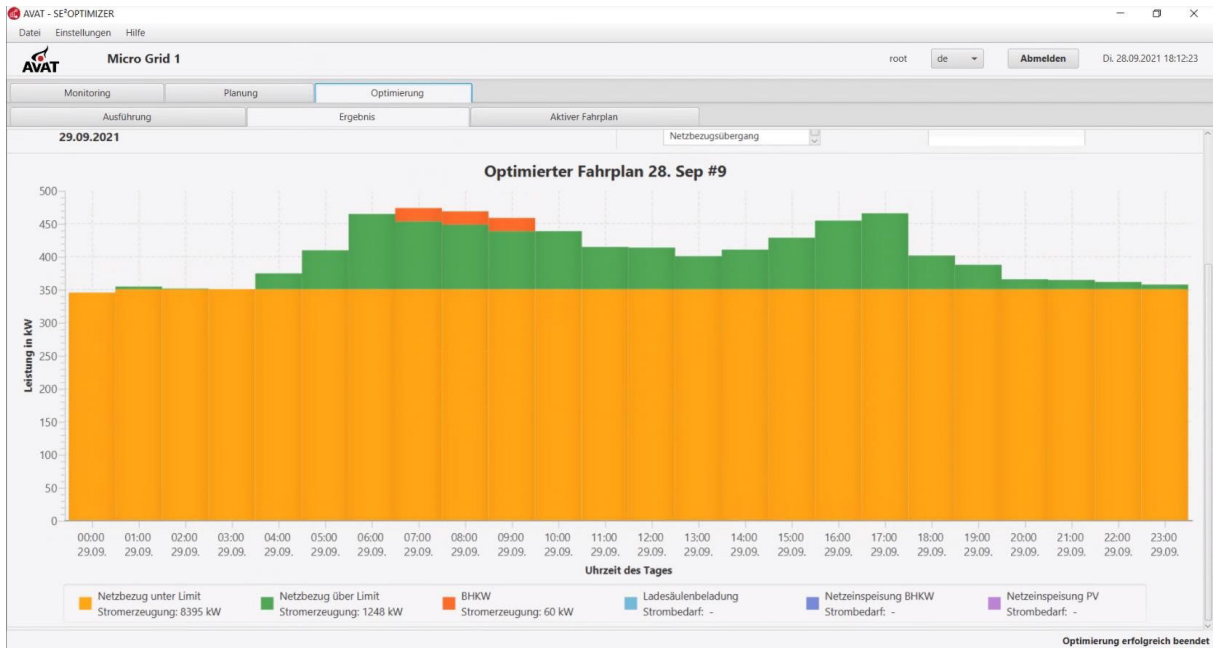 AVAT - SE²OPTIMIZER
Datei Einstellungen Hilfe
AVAT Micro Grid 1 root de Abmelden Di. 28.09.2021 18:12:23
Monitoring Planung Optimierung
Ausführung Ergebnis Aktiver Fahrplan
29.09.2021 Netzbezugsübergang
Optimierter Fahrplan 28. Sep #9
500
450
400
350
300
250
200
150
100
50
0
Leistung in kW
00:00 01:00 02:00 03:00 04:00 05:00 06:00 07:00 08:00 09:00 10:00 11:00 12:00 13:00 14:00 15:00 16:00 17:00 18:00 19:00 20:00 21:00 22:00 23:00
29.09. 29.09. 29.09. 29.09. 29.09. 29.09. 29.09. 29.09. 29.09. 29.09. 29.09. 29.09. 29.09. 29.09. 29.09. 29.09. 29.09. 29.09. 29.09. 29.09. 29.09. 29.09. 29.09. 29.09.
Uhrzeit des Tages
Netzbezug unter Limit Netzbezug über Limit BHKW Ladesäulenbeladung Netzeinspeisung BHKW Netzeinspeisung PV
Stromerzeugung: 8395 kW Stromerzeugung: 1248 kW Stromerzeugung: 60 kW Strombedarf: - Strombedarf: - Strombedarf: -
Optimierung erfolgreich beendet